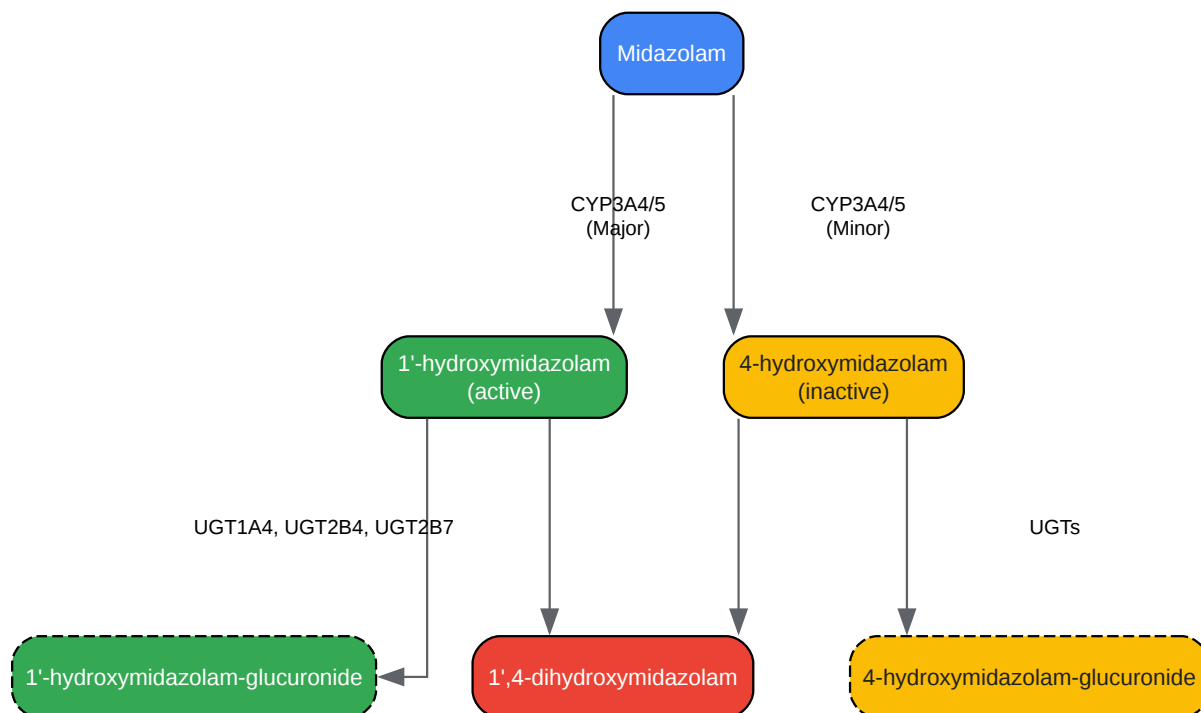 Midazolam
CYP3A4/5
(Major)
CYP3A4/5
(Minor)
1'-hydroxymidazolam
(active)
4-hydroxymidazolam
(inactive)
UGT1A4, UGT2B4, UGT2B7
UGTs
1'-hydroxymidazolam-glucuronide
1',4-dihydroxymidazolam
4-hydroxymidazolam-glucuronide